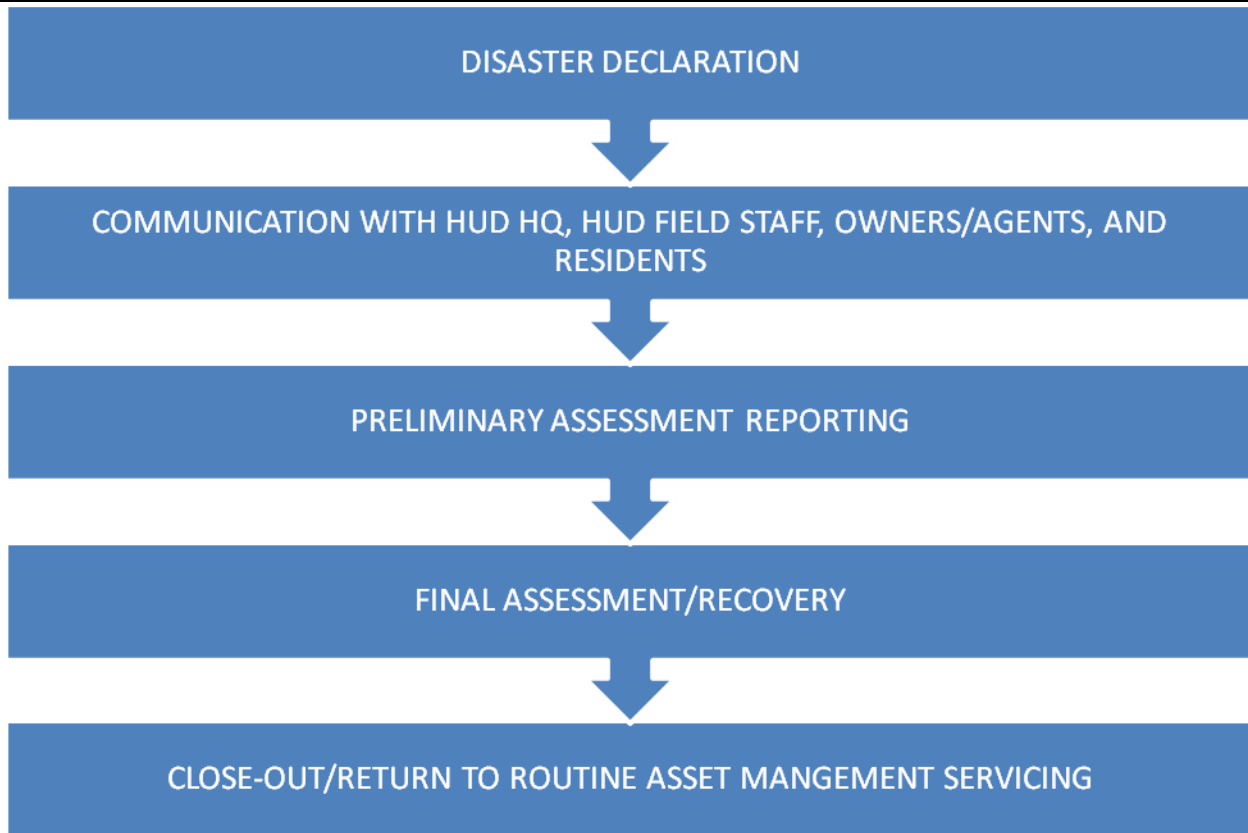 DISASTER DECLARATION
COMMUNICATION WITH HUD HQ, HUD FIELD STAFF, OWNERS/AGENTS, AND
RESIDENTS
PRELIMINARY ASSESSMENT REPORTING
FINAL ASSESSMENT/RECOVERY
CLOSE-OUT/RETURN TO ROUTINE ASSET MANGEMENT SERVICING